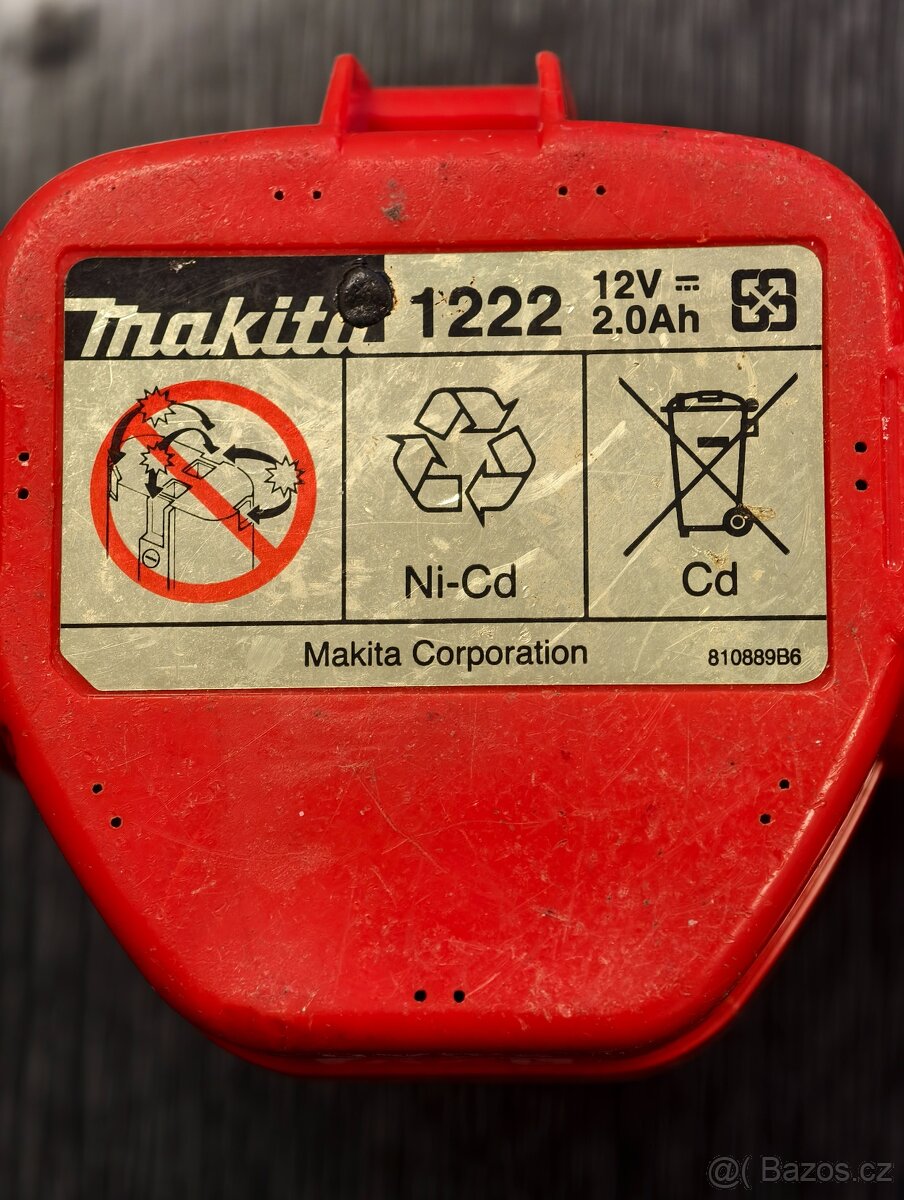 makita 1222 12V ⎓
2.0Ah
Ni-Cd
Cd
Makita Corporation
810889B6
@( Bazos.cz